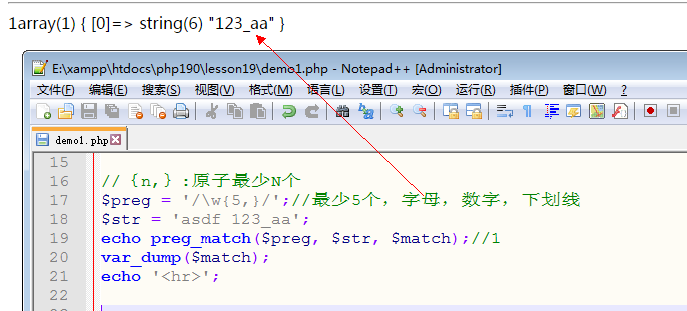 1array(1) { [0]=> string(6) "123_aa" }
E:\xampp\htdocs\php190\lesson19\demo1.php - Notepad++ [Administrator]
文件(F) 编辑(E) 搜索(S) 视图(V) 格式(M) 语言(L) 设置(T) 宏(O) 运行(R) 插件(P) 窗口(W) ?
demo1.php
15
16 // {n,} :原子最少N个
17 $preg = '/\w{5,}/';//最少5个，字母，数字，下划线
18 $str = 'asdf 123_aa';
19 echo preg_match($preg, $str, $match);//1
20 var_dump($match);
21 echo '<hr>';
22